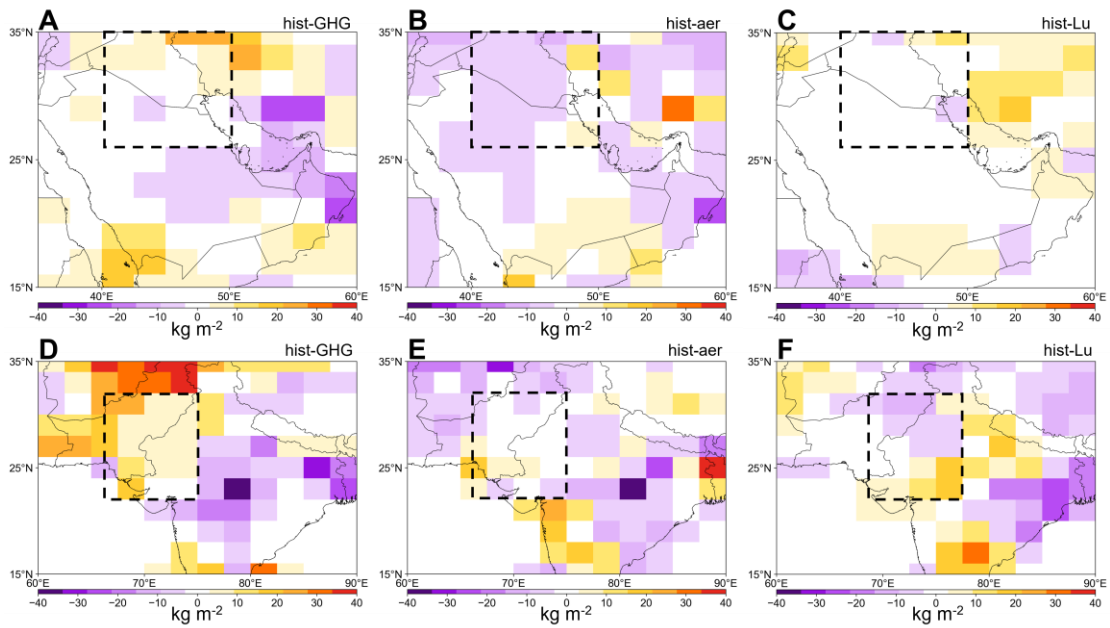 A hist-GHG B hist-aer C hist-Lu
35°N 35°N 35°N
25°N 25°N 25°N
15°N 15°N 15°N
40°E 50°E 60°E 40°E 50°E 60°E 40°E 50°E 60°E
−40 −30 −20 −10 0 10 20 30 40 −40 −30 −20 −10 0 10 20 30 40 −40 −30 −20 −10 0 10 20 30 40
kg m⁻² kg m⁻² kg m⁻²
D hist-GHG E hist-aer F hist-Lu
35°N 35°N 35°N
25°N 25°N 25°N
15°N 15°N 15°N
60°E 70°E 80°E 90°E 60°E 70°E 80°E 90°E 60°E 70°E 80°E 90°E
−40 −30 −20 −10 0 10 20 30 40 −40 −30 −20 −10 0 10 20 30 40 −40 −30 −20 −10 0 10 20 30 40
kg m⁻² kg m⁻² kg m⁻²